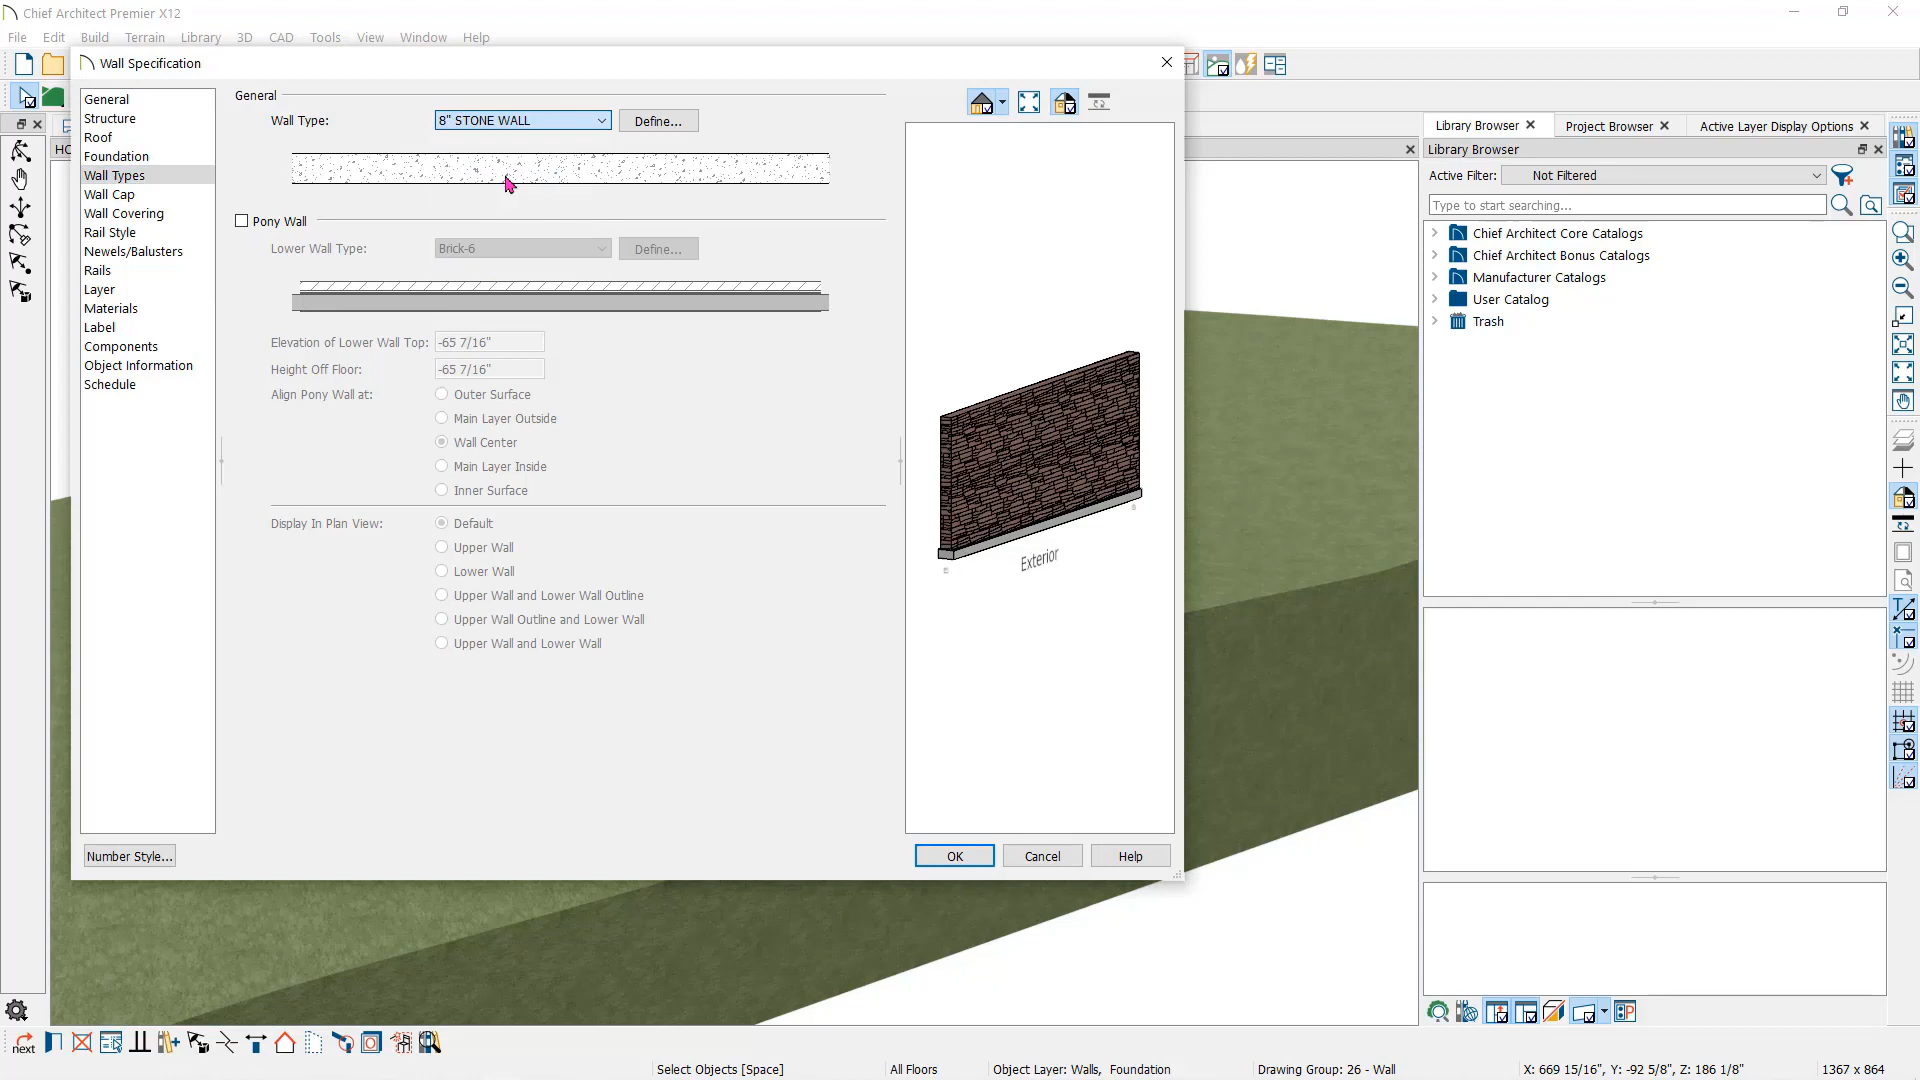 Chief Architect Premier X12
File Edit Build Terrain Library 3D CAD Tools View Window Help
Wall Specification
General
Structure
Roof
Foundation
Wall Types
Wall Cap
Wall Covering
Rail Style
Newels/Balusters
Rails
Layer
Materials
Label
Components
Object Information
Schedule
General
Wall Type: 8" STONE WALL Define...
Pony Wall
Lower Wall Type: Brick-6 Define...
Elevation of Lower Wall Top: -65 7/16"
Height Off Floor: -65 7/16"
Align Pony Wall at: Outer Surface
Main Layer Outside
Wall Center
Main Layer Inside
Inner Surface
Display In Plan View: Default
Upper Wall
Lower Wall
Upper Wall and Lower Wall Outline
Upper Wall Outline and Lower Wall
Upper Wall and Lower Wall
Exterior
Number Style... OK Cancel Help
HO
Library Browser Project Browser Active Layer Display Options
Library Browser
Active Filter: Not Filtered
Type to start searching...
Chief Architect Core Catalogs
Chief Architect Bonus Catalogs
Manufacturer Catalogs
User Catalog
Trash
next
Select Objects [Space] All Floors Object Layer: Walls, Foundation Drawing Group: 26 - Wall X: 669 15/16", Y: -92 5/8", Z: 186 1/8" 1367 x 864